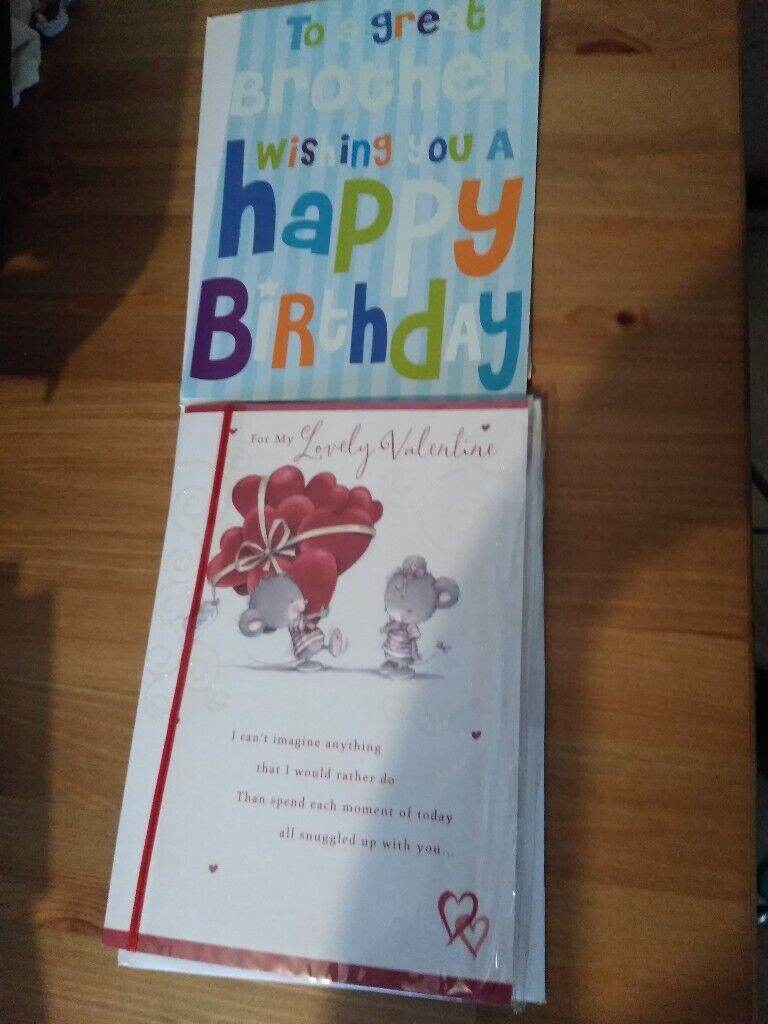 To a great
Brother
Wishing you A
happy
BiRthdAy
For My Lovely Valentine
I can't imagine anything
that I would rather do
Than spend each moment of today
all snuggled up with you...